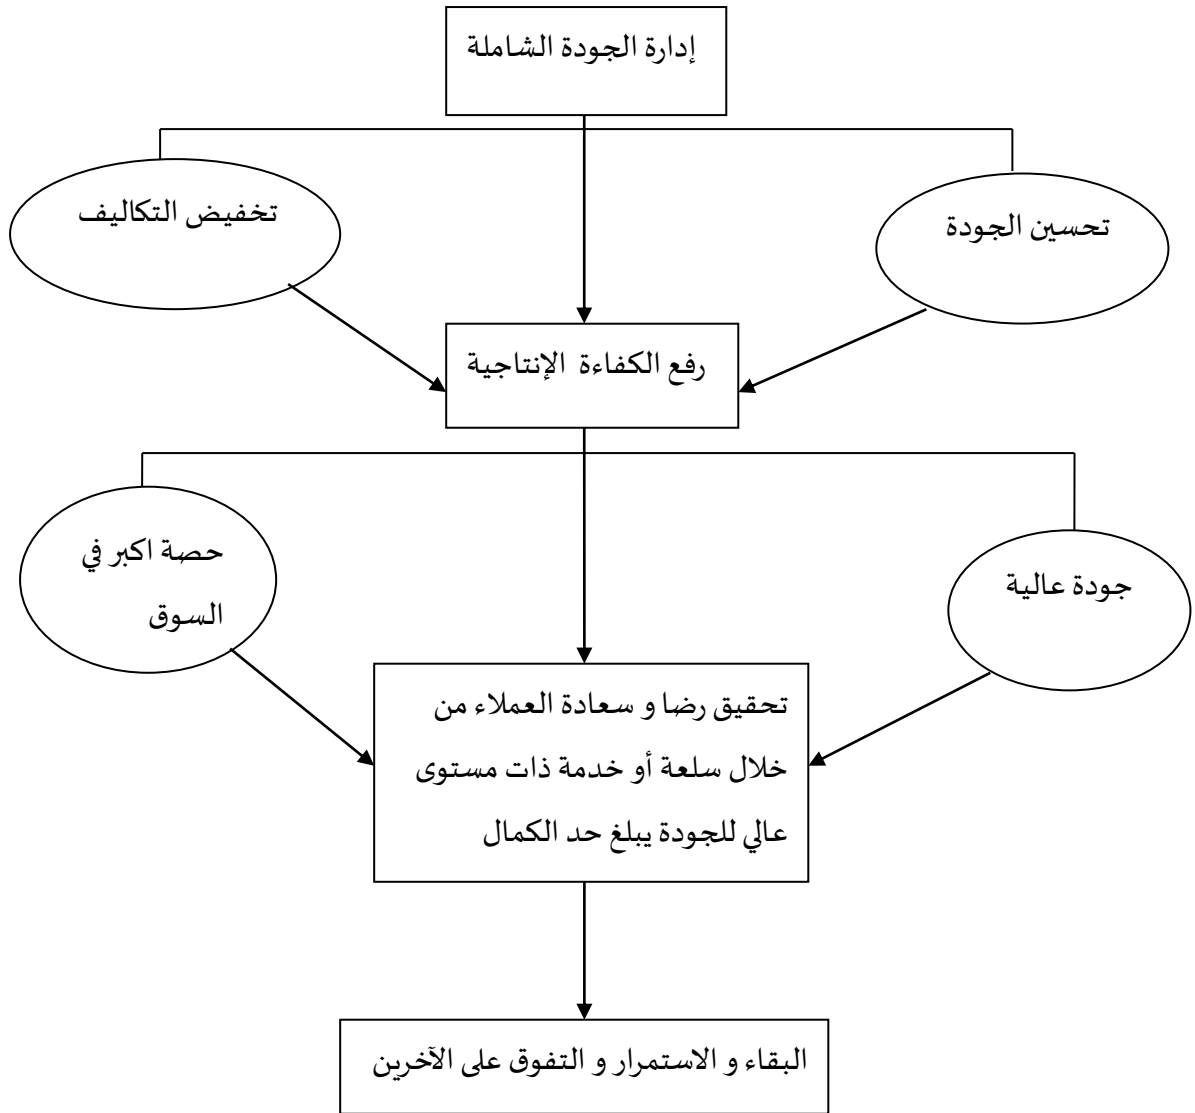 إدارة الجودة الشاملة
تحسين الجودة
تخفيض التكاليف
رفع الكفاءة الإنتاجية
جودة عالية
حصة اكبر في
السوق
تحقيق رضا و سعادة العملاء من
خلال سلعة أو خدمة ذات مستوى
عالي للجودة يبلغ حد الكمال
البقاء و الاستمرار و التفوق على الآخرين